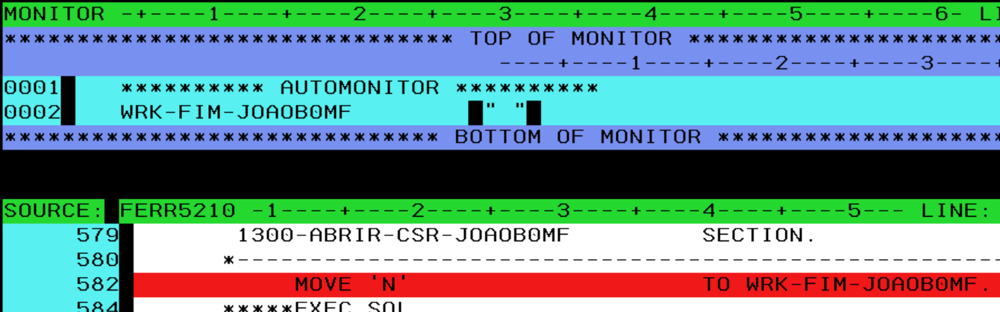 MONITOR -+----1----+----2----+----3----+----4----+----5----+----6- LI
******************************* TOP OF MONITOR **********************
----+----1----+----2----+----3----+
0001 ********** AUTOMONITOR **********
0002 WRK-FIM-JOAOB0MF " "
****************************** BOTTOM OF MONITOR ********************
SOURCE: FERR5210 -1----+----2----+----3----+----4----+----5--- LINE:
579 1300-ABRIR-CSR-JOAOB0MF SECTION.
580 *-----------------------------------------------------
582 MOVE 'N' TO WRK-FIM-JOAOB0MF.
584 *****EXEC SQL